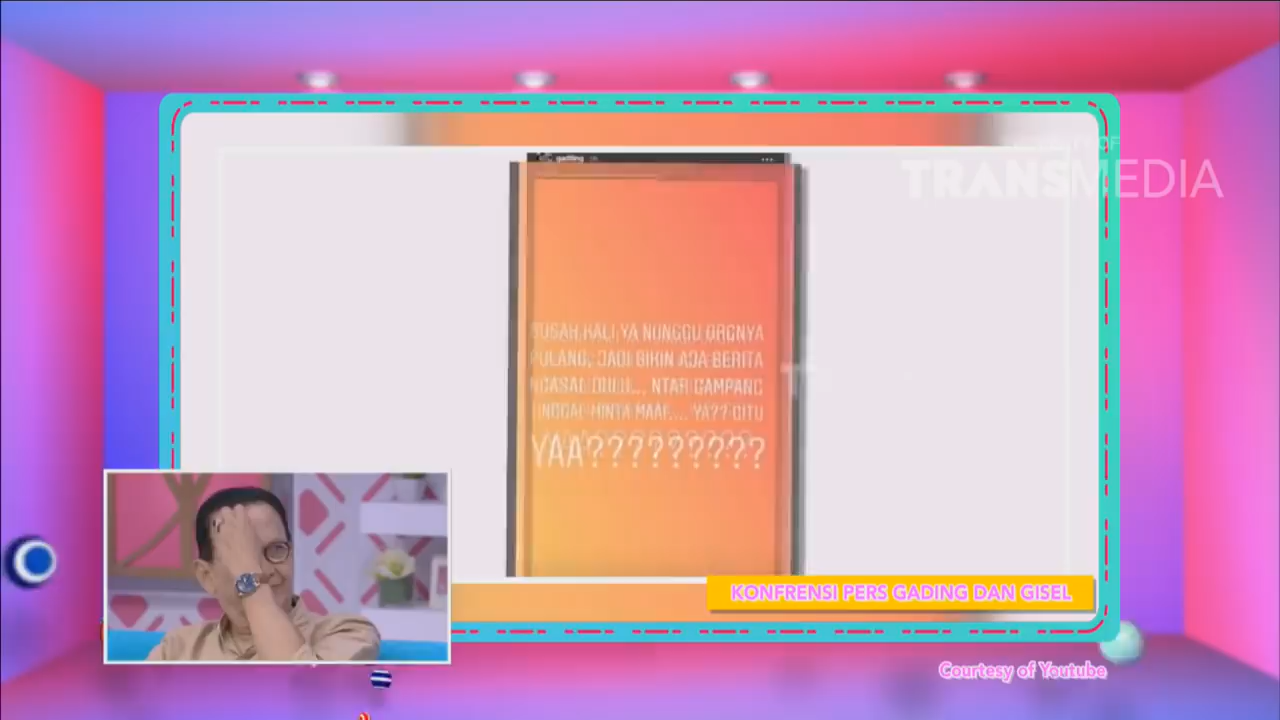 TRANSMEDIA
SUSAH KALI YA NUNGGU ORGNYA
PULANG, JADI BIKIN ADA BERITA
NGASAL DULU... NTAR GAMPANG
TINGGAL MINTA MAAF.... YA?? GITU
YAA?????????
KONFRENSI PERS GADING DAN GISEL
Courtesy of Youtube